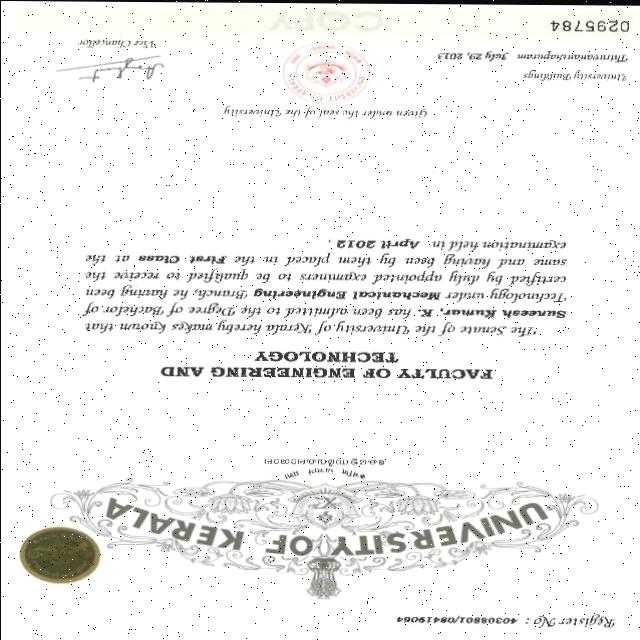 Register No : 40308801/08419064
UNIVERSITY OF KERALA
FACULTY OF ENGINEERING AND
TECHNOLOGY
The Senate of the University of Kerala hereby makes known that
Sureesh Kumar. K. has been admitted to the Degree of Bachelor of
Technology under Mechanical Engineering Branch, he having been
certified by duly appointed examiners to be qualified to receive the
same and having been by them placed in the First Class at the
examination held in April 2012 .
Given under the seal of the University
University Buildings
Thiruvananthapuram July 29, 2013
Vice Chancellor
0295784
COPY